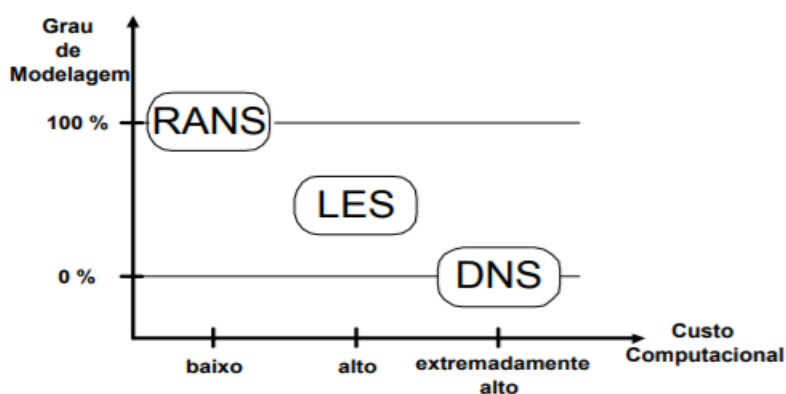 Grau
de
Modelagem
100 %
RANS
LES
0 %
DNS
baixo
alto
extremadamente
alto
Custo
Computacional